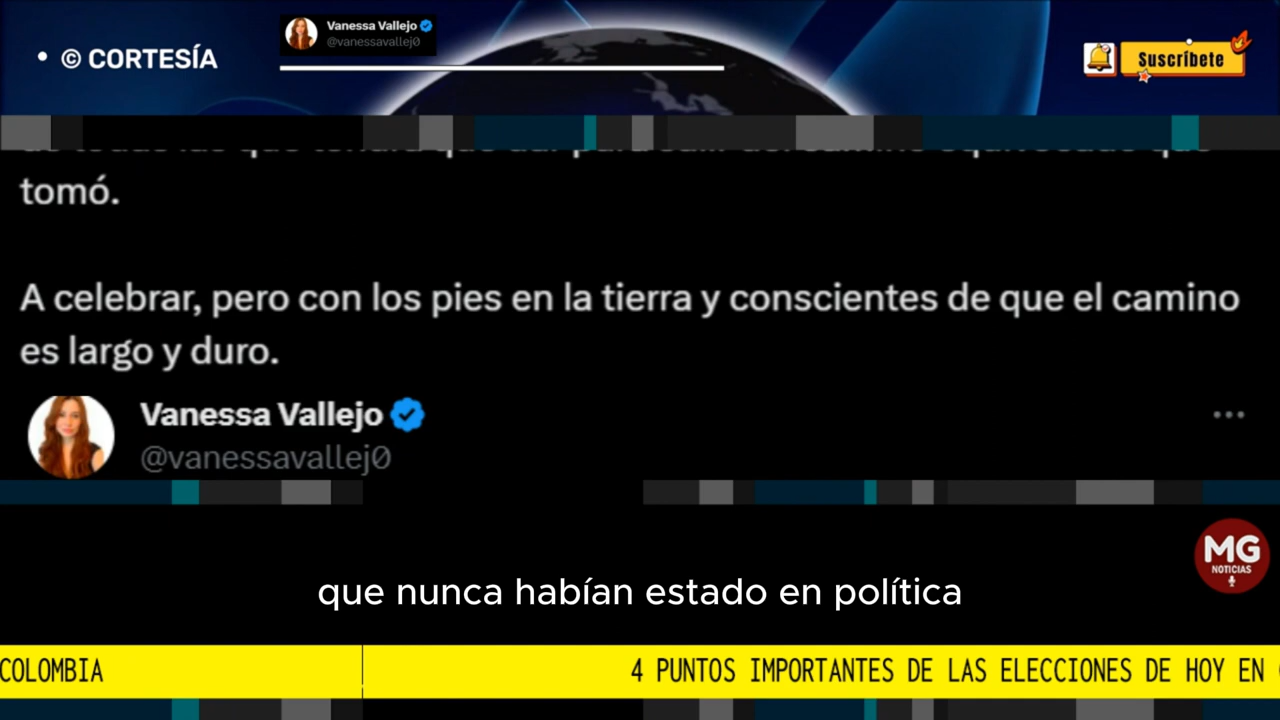 • © CORTESÍA
Vanessa Vallejo
@vanessavallej0
Suscríbete
tomó.
A celebrar, pero con los pies en la tierra y conscientes de que el camino
es largo y duro.
Vanessa Vallejo
@vanessavallej0
MG
NOTICIAS
que nunca habían estado en política
COLOMBIA
4 PUNTOS IMPORTANTES DE LAS ELECCIONES DE HOY EN